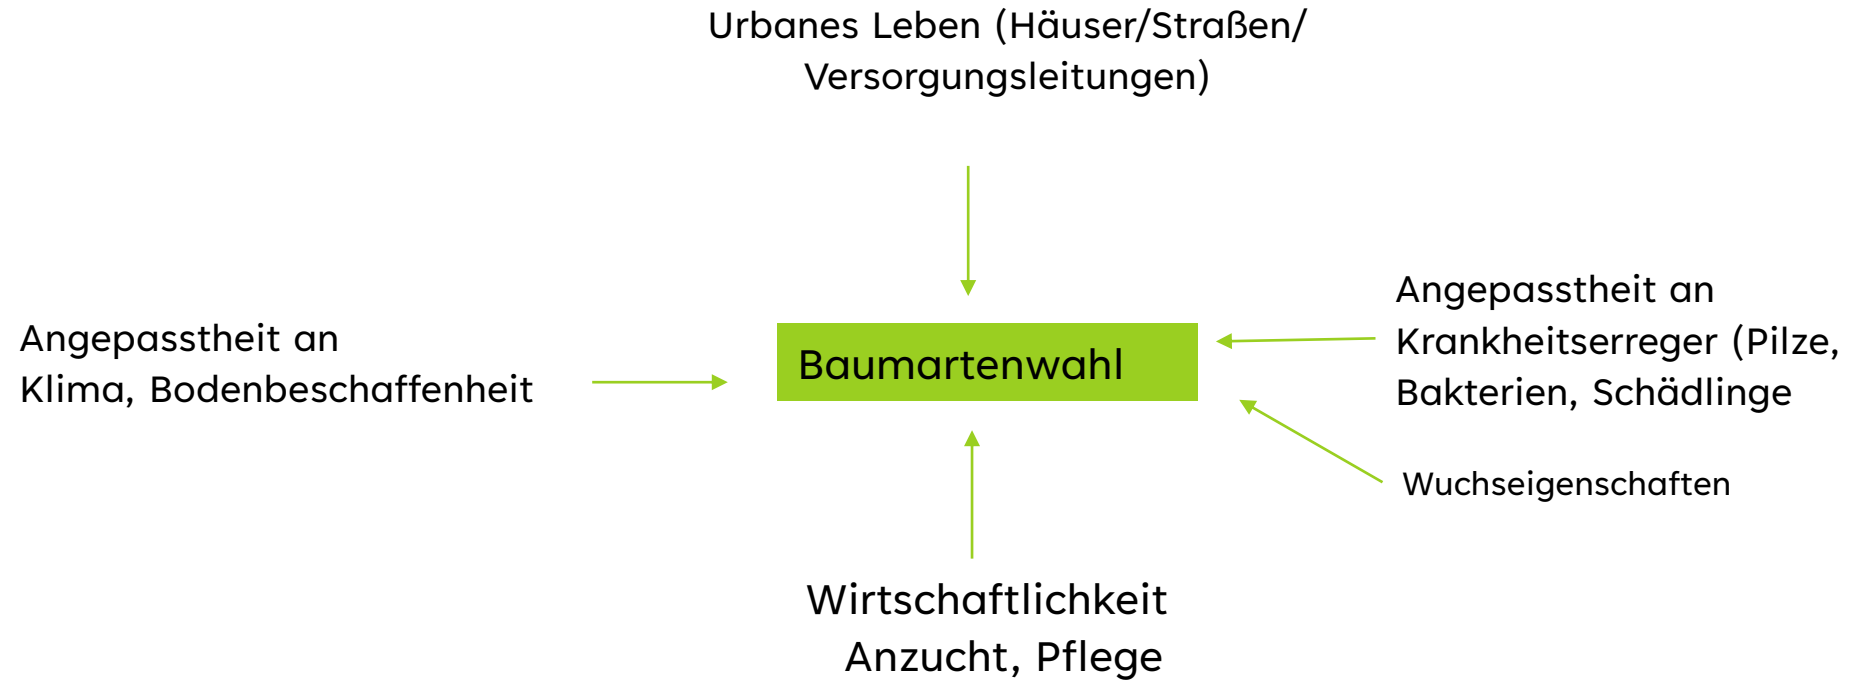 Urbanes Leben (Häuser/Straßen/
Versorgungsleitungen)
Angepasstheit an
Klima, Bodenbeschaffenheit
Baumartenwahl
Angepasstheit an
Krankheitserreger (Pilze,
Bakterien, Schädlinge
Wuchseigenschaften
Wirtschaftlichkeit
Anzucht, Pflege